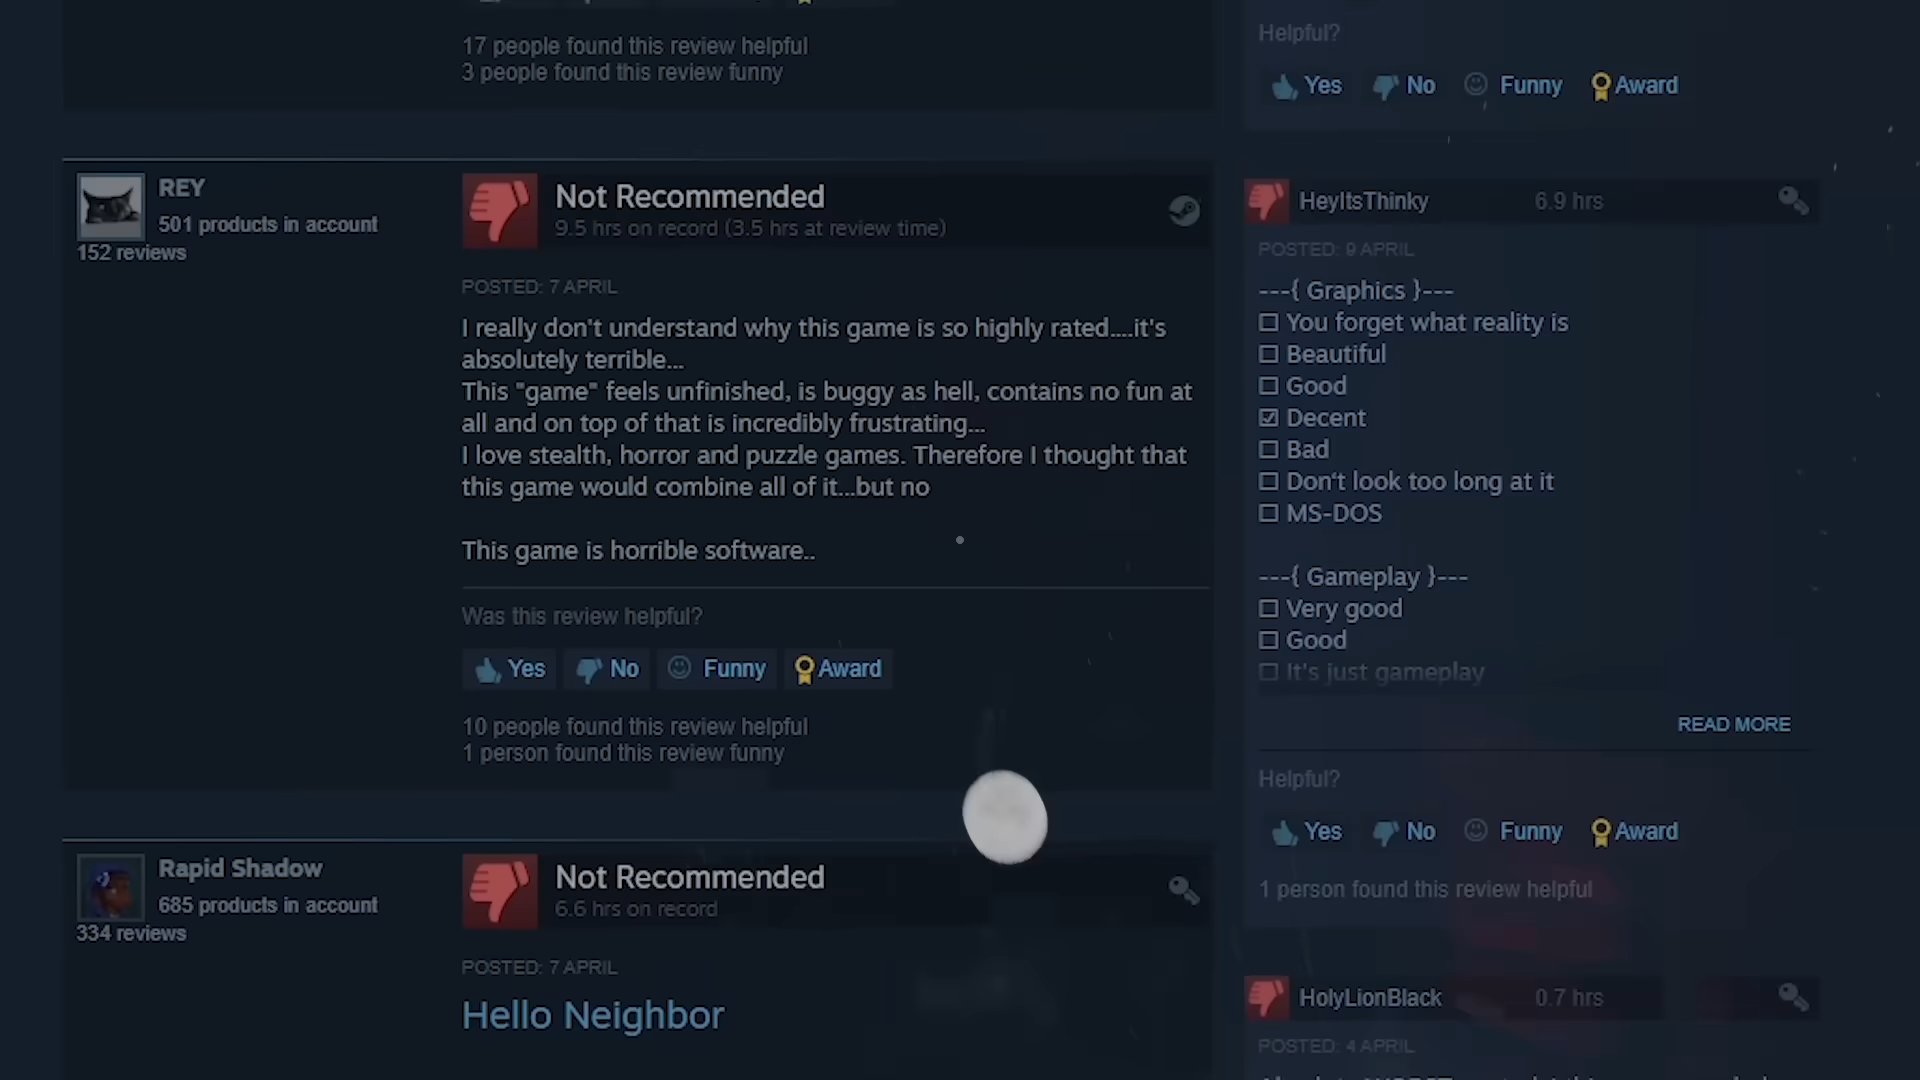 17 people found this review helpful
3 people found this review funny
REY
501 products in account
152 reviews
Not Recommended
9.5 hrs on record (3.5 hrs at review time)
POSTED: 7 APRIL
I really don't understand why this game is so highly rated....it's
absolutely terrible...
This "game" feels unfinished, is buggy as hell, contains no fun at
all and on top of that is incredibly frustrating...
I love stealth, horror and puzzle games. Therefore I thought that
this game would combine all of it...but no
This game is horrible software..
Was this review helpful?
Yes No Funny Award
10 people found this review helpful
1 person found this review funny
Rapid Shadow
685 products in account
334 reviews
Not Recommended
6.6 hrs on record
POSTED: 7 APRIL
Hello Neighbor
Helpful?
Yes No Funny Award
HeyItsThinky 6.9 hrs
POSTED: 9 APRIL
---{ Graphics }---
☐ You forget what reality is
☐ Beautiful
☐ Good
☑ Decent
☐ Bad
☐ Don't look too long at it
☐ MS-DOS
---{ Gameplay }---
☐ Very good
☐ Good
☐ It's just gameplay
READ MORE
Helpful?
Yes No Funny Award
1 person found this review helpful
HolyLionBlack 0.7 hrs
POSTED: 4 APRIL